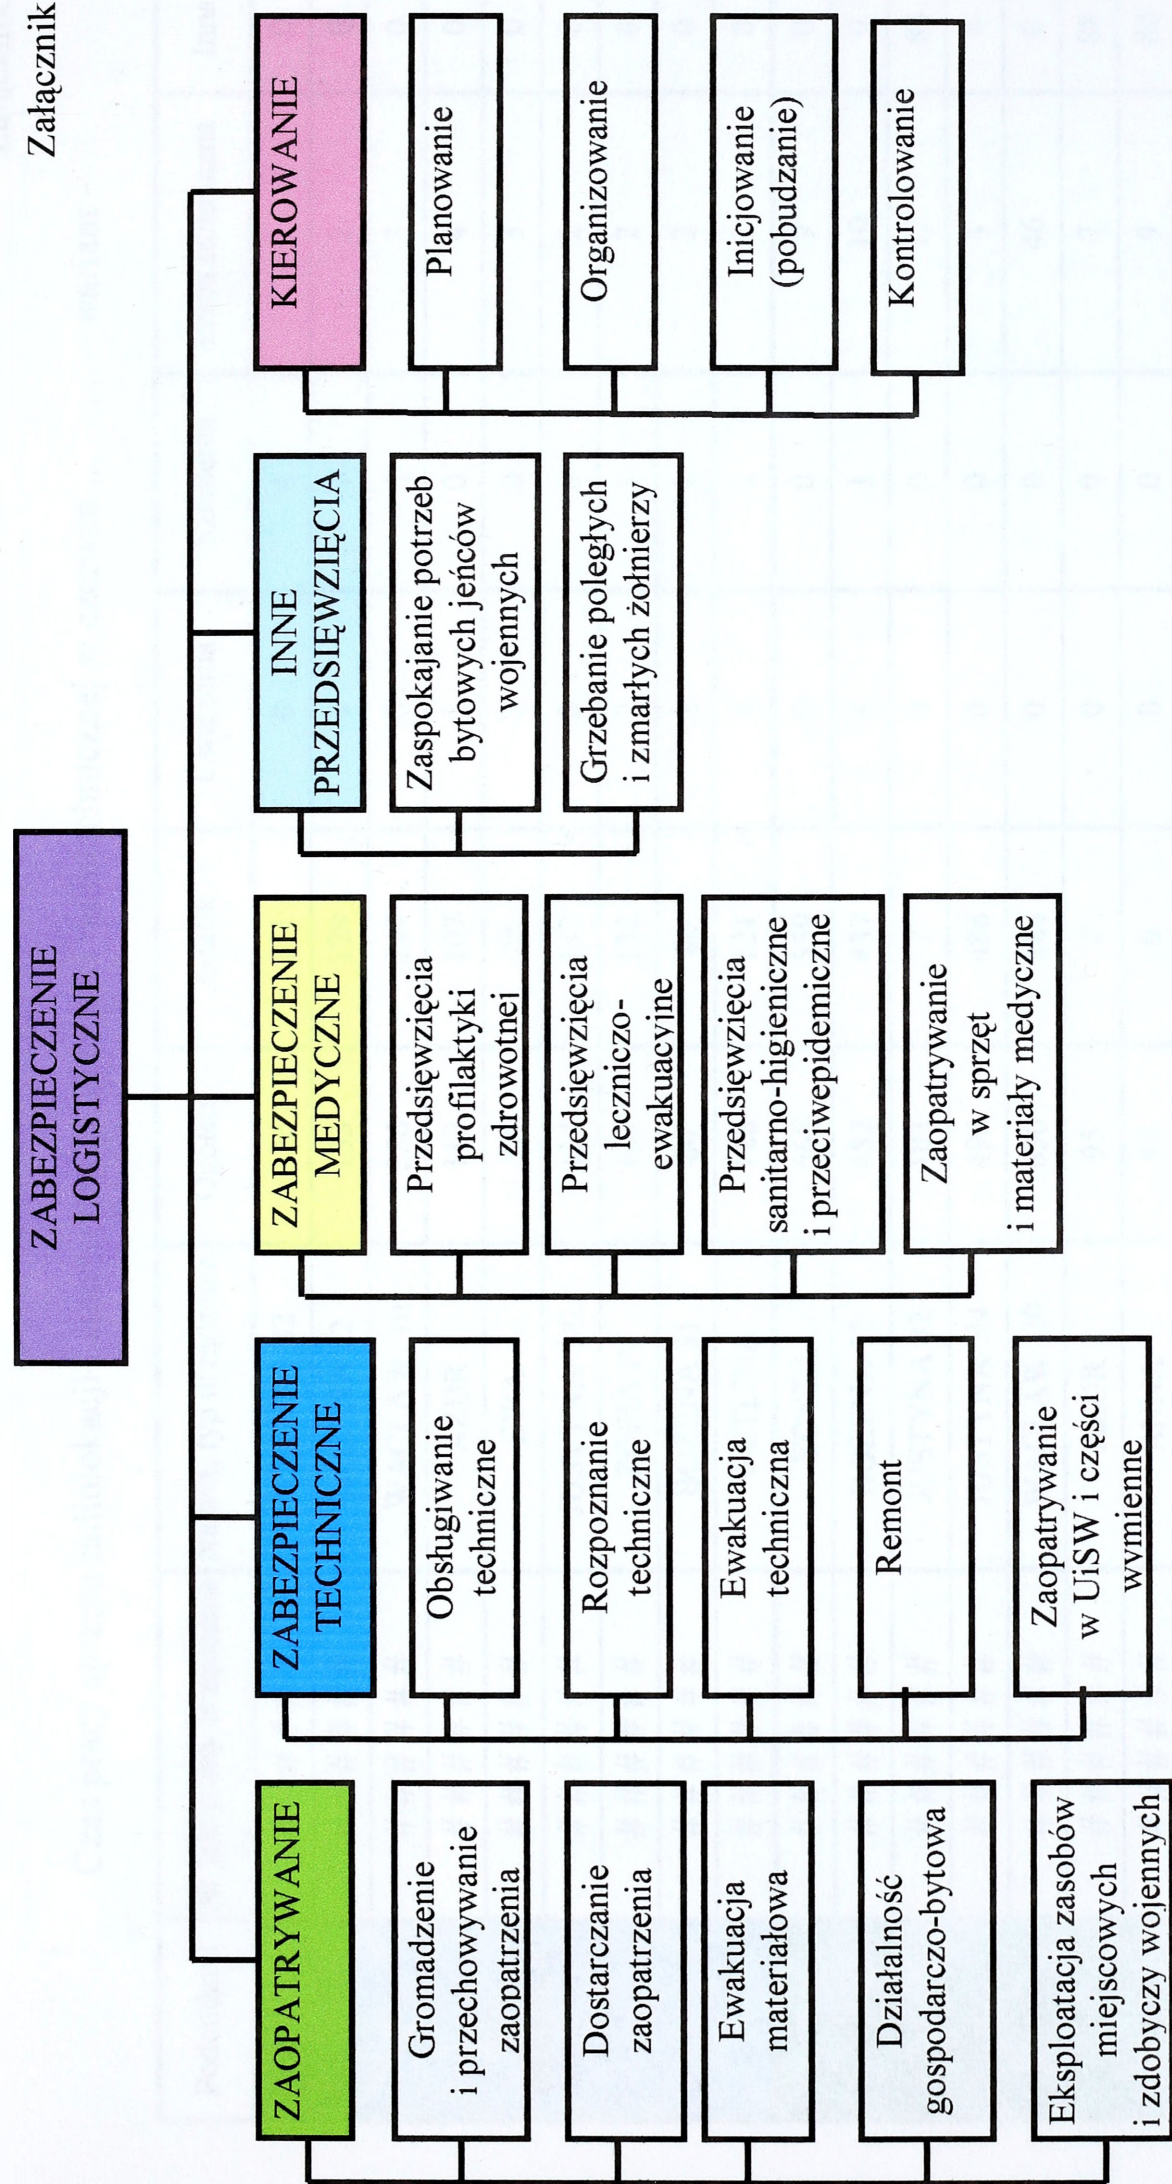 Załącznik
ZABEZPIECZENIE
LOGISTYCZNE
ZAOPATRYWANIE
Gromadzenie
i przechowywanie
zaopatrzenia
Dostarczanie
zaopatrzenia
Ewakuacja
materiałowa
Działalność
gospodarczo-bytowa
Eksploatacja zasobów
miejscowych
i zdobyczy wojennych
ZABEZPIECZENIE
TECHNICZNE
Obsługiwanie
techniczne
Rozpoznanie
techniczne
Ewakuacja
techniczna
Remont
Zaopatrywanie
w UiSW i części
wymienne
ZABEZPIECZENIE
MEDYCZNE
Przedsięwzięcia
profilaktyki
zdrowotnej
Przedsięwzięcia
leczniczo-
ewakuacyjne
Przedsięwzięcia
sanitarno-higieniczne
i przeciwepidemiczne
Zaopatrywanie
w sprzęt
i materiały medyczne
INNE
PRZEDSIĘWZIĘCIA
Zaspokajanie potrzeb
bytowych jeńców
wojennych
Grzebanie poległych
i zmarłych żołnierzy
KIEROWANIE
Planowanie
Organizowanie
Inicjowanie
(pobudzanie)
Kontrolowanie